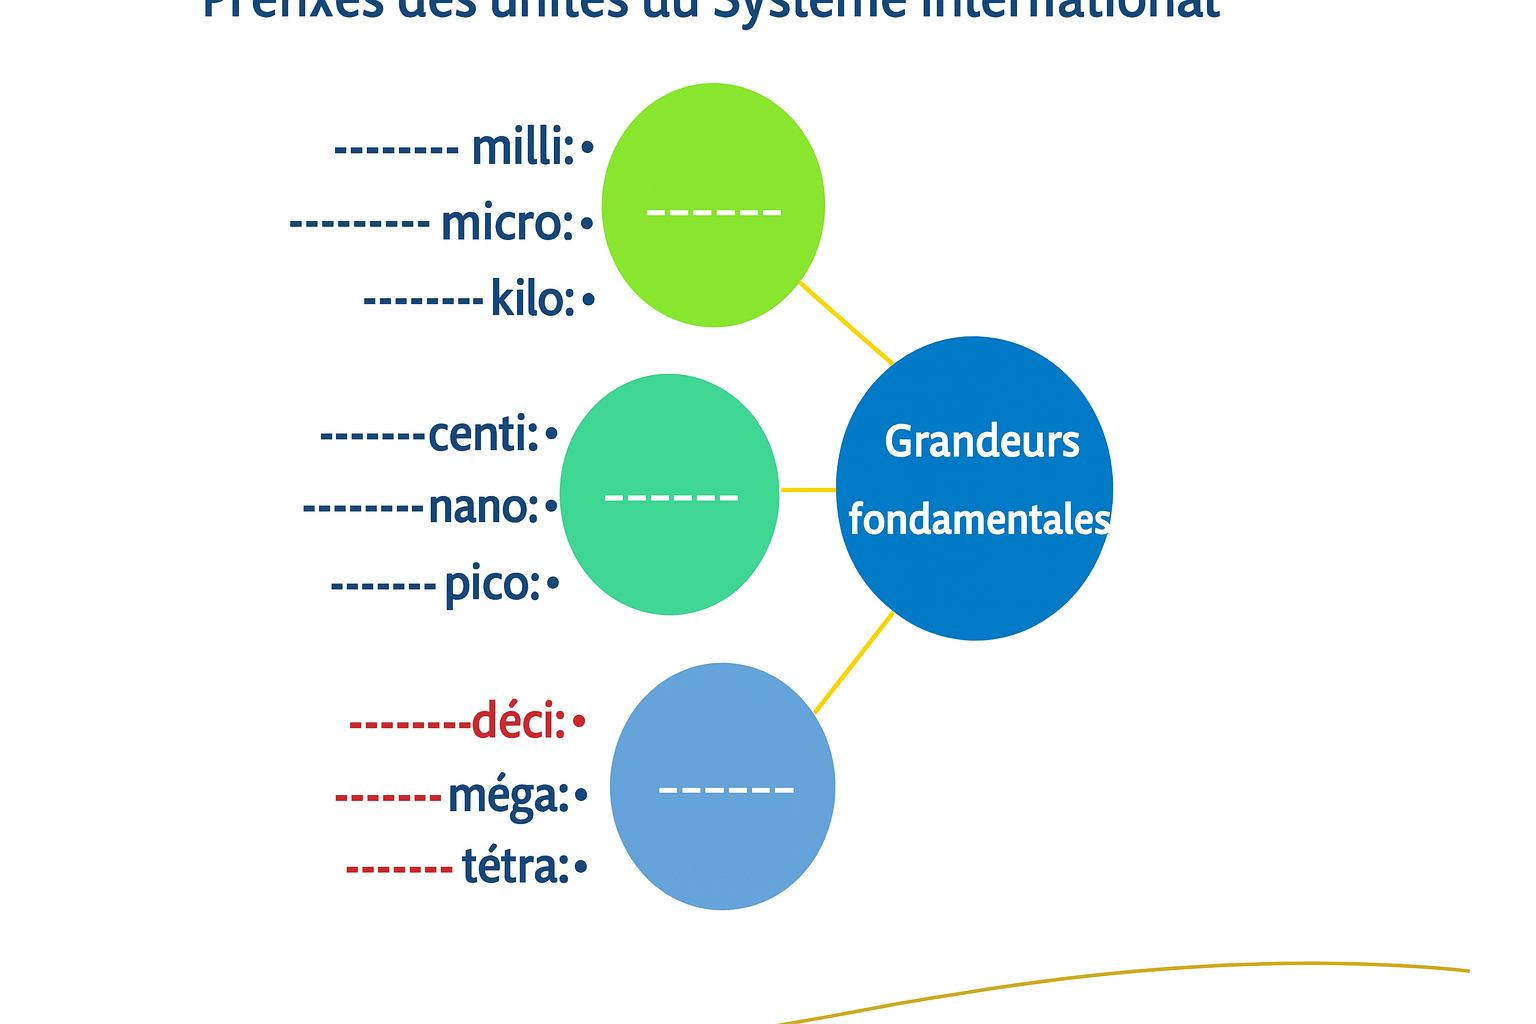 Préfixes des unités du Système International
-------- milli:•
--------- micro:•
-------- kilo:•
------
-------centi:•
--------nano:•
------- pico:•
------
Grandeurs
fondamentales
--------déci:•
-------méga:•
------- tétra:•
------